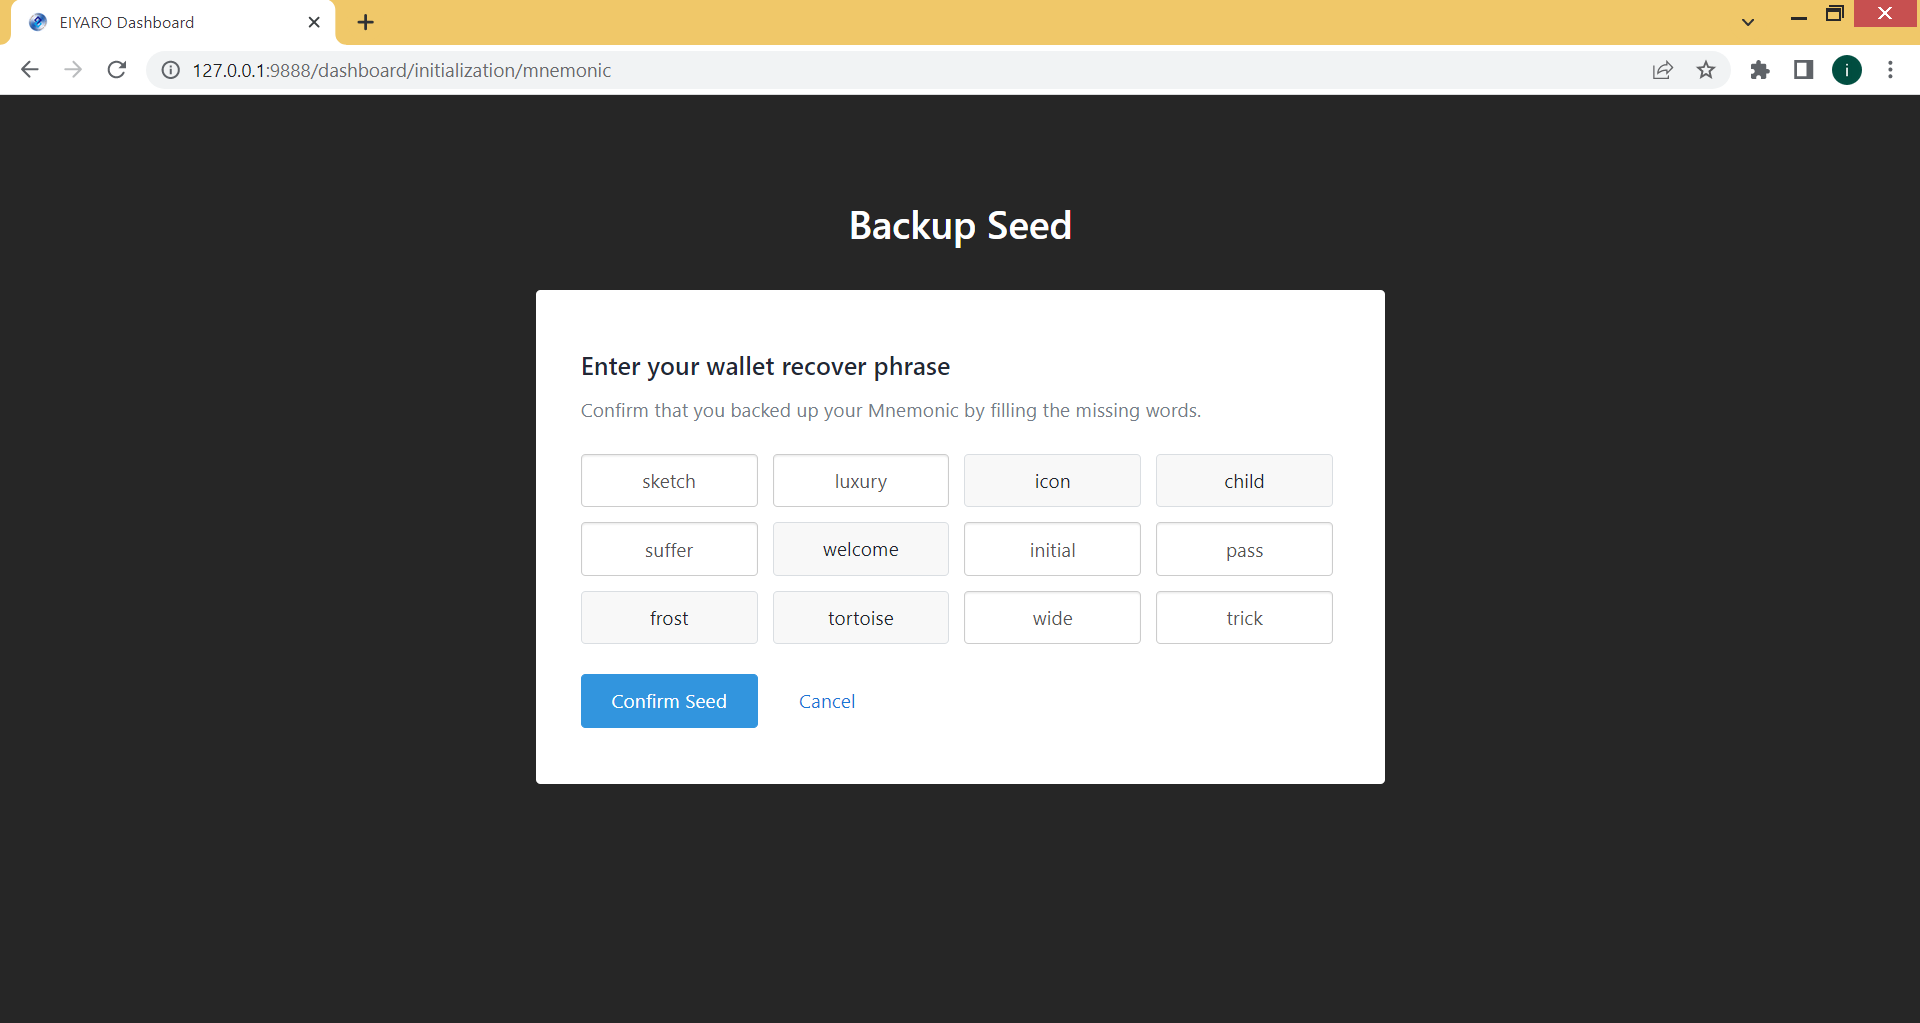 EIYARO Dashboard
127.0.0.1:9888/dashboard/initialization/mnemonic
i
Backup Seed
Enter your wallet recover phrase
Confirm that you backed up your Mnemonic by filling the missing words.
sketch luxury icon child
suffer welcome initial pass
frost tortoise wide trick
Confirm Seed Cancel